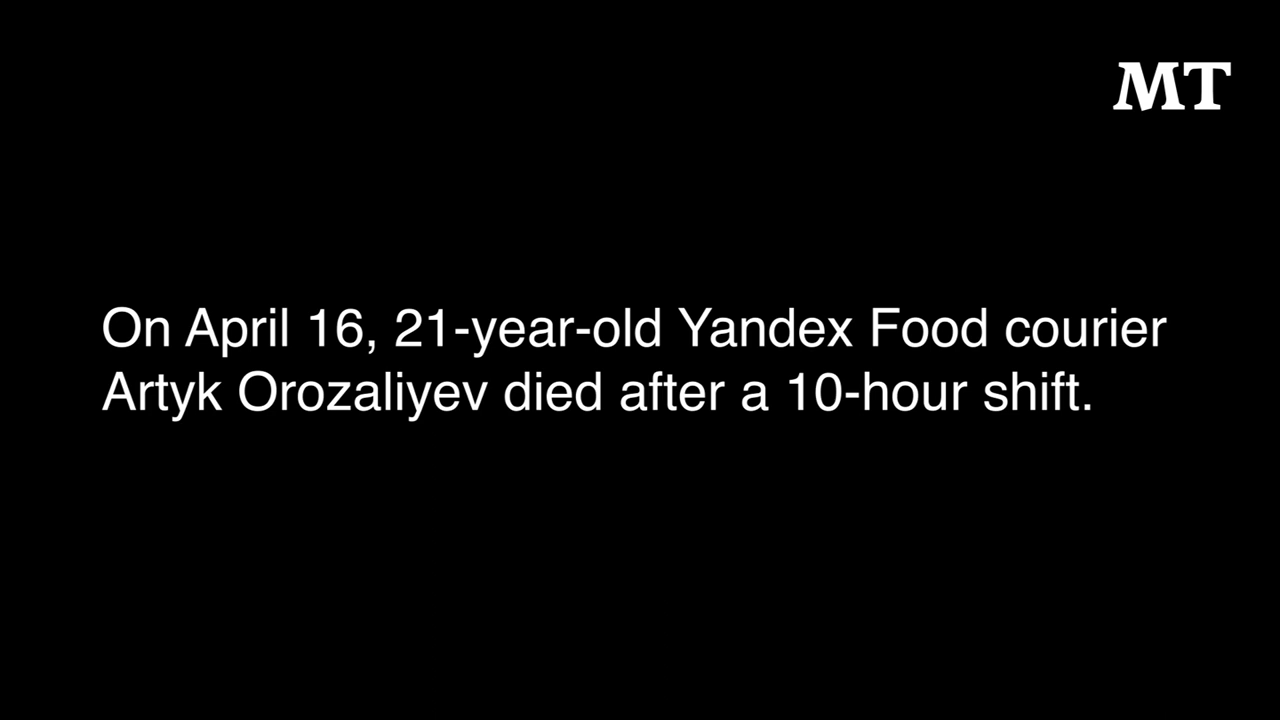 MT
On April 16, 21-year-old Yandex Food courier
Artyk Orozaliyev died after a 10-hour shift.